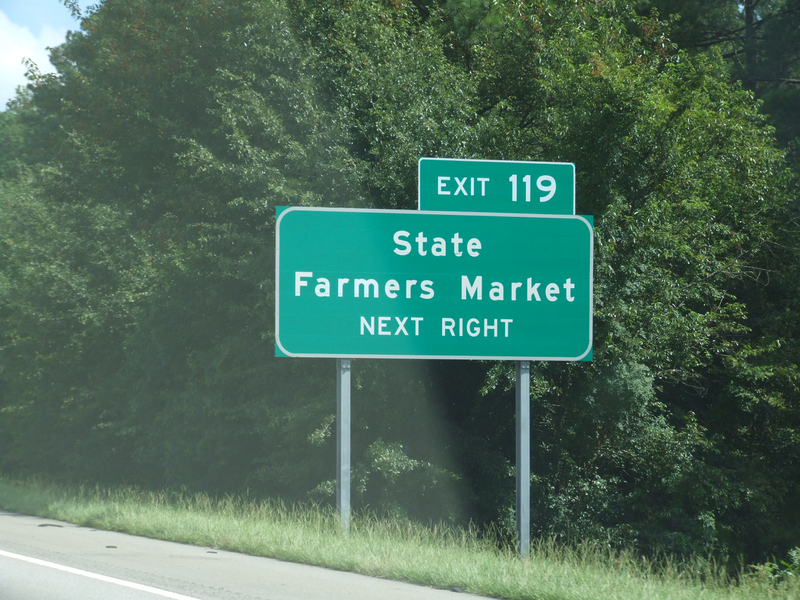 EXIT 119
State
Farmers Market
NEXT RIGHT